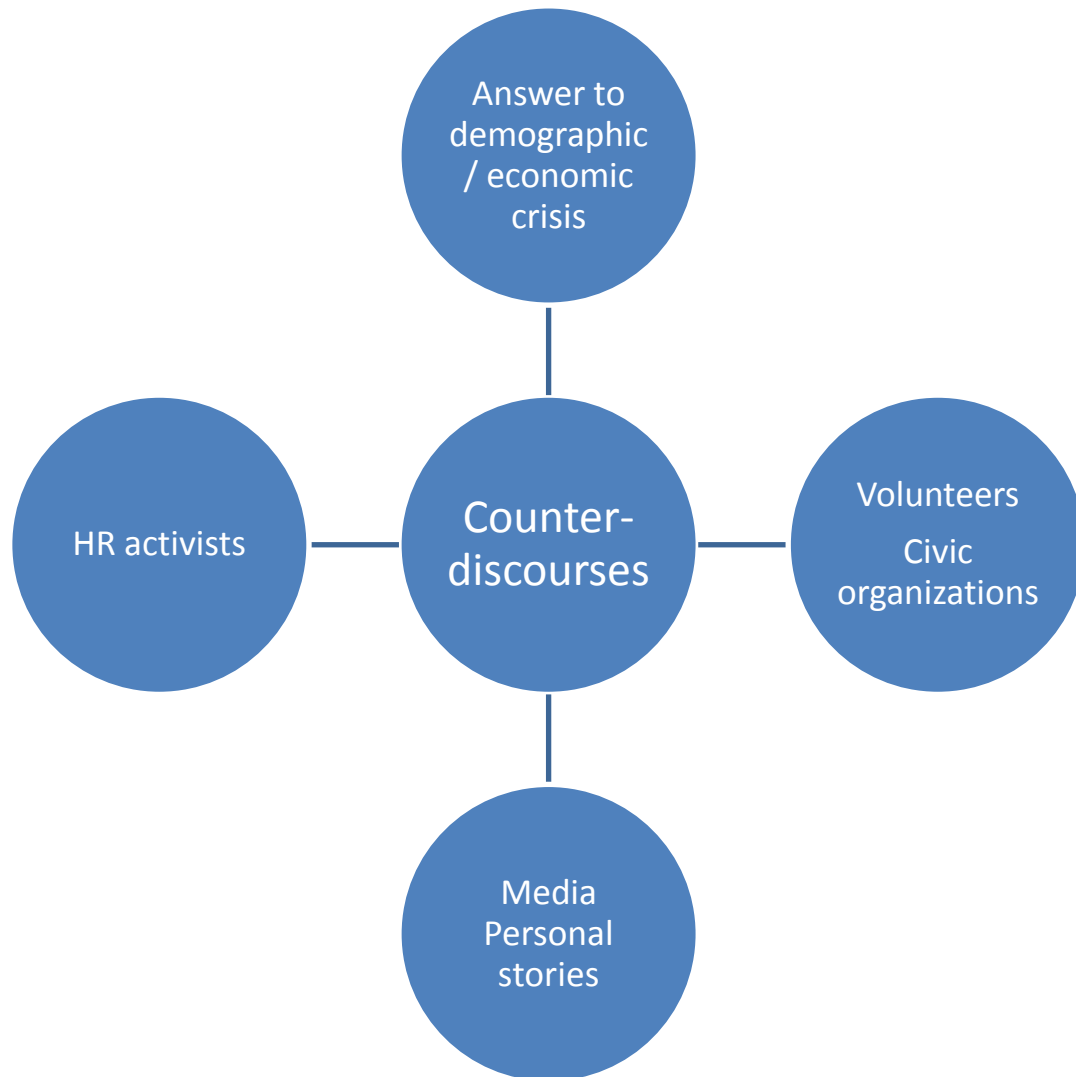 Answer to
demographic
/ economic
crisis
HR activists
Counter-
discourses
Volunteers
Civic
organizations
Media
Personal
stories